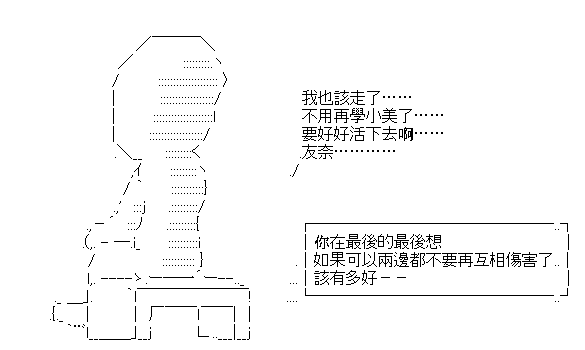 我也該走了……
不用再學小美了……
要好好活下去啊……
友奈…………
你在最後的最後想
如果可以兩邊都不要再互相傷害了
該有多好－－